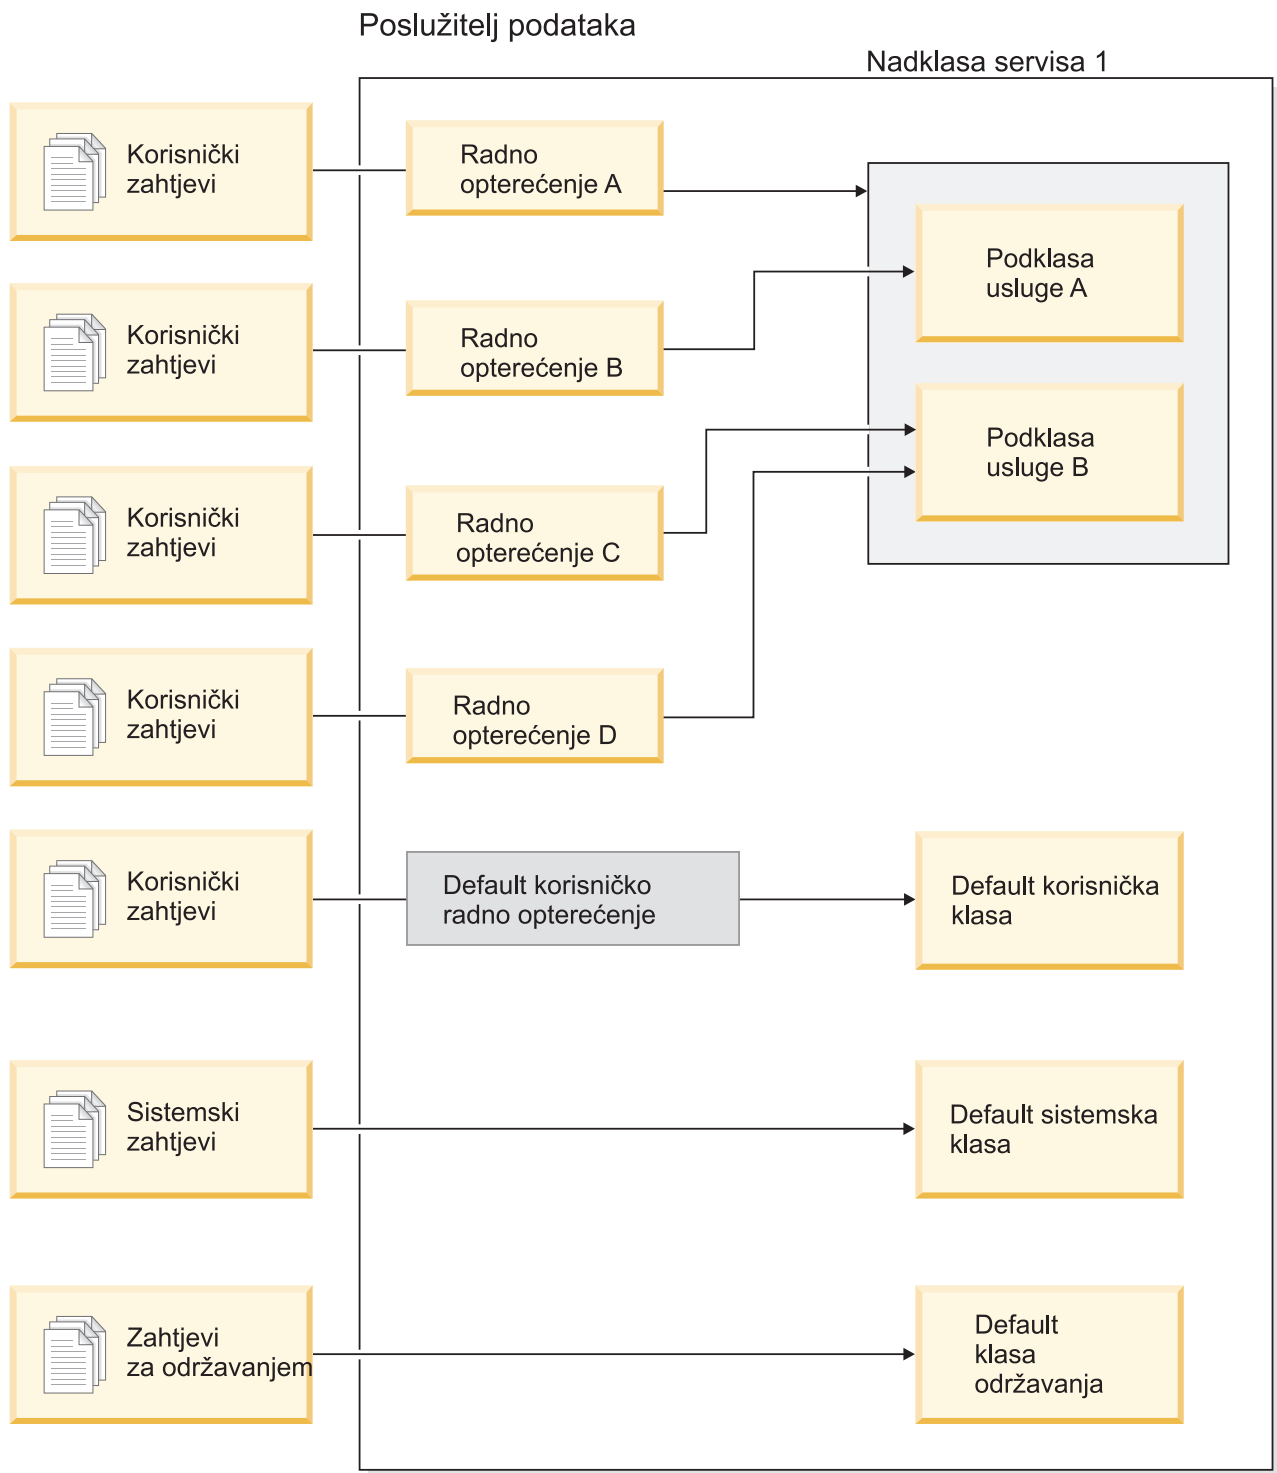 Poslužitelj podataka
Nadklasa servisa 1
Korisnički
zahtjevi
Radno
opterećenje A
Podklasa
usluge A
Korisnički
zahtjevi
Radno
opterećenje B
Podklasa
usluge B
Korisnički
zahtjevi
Radno
opterećenje C
Korisnički
zahtjevi
Radno
opterećenje D
Korisnički
zahtjevi
Default korisničko
radno opterećenje
Default korisnička
klasa
Sistemski
zahtjevi
Default sistemska
klasa
Zahtjevi
za održavanjem
Default
klasa
održavanja